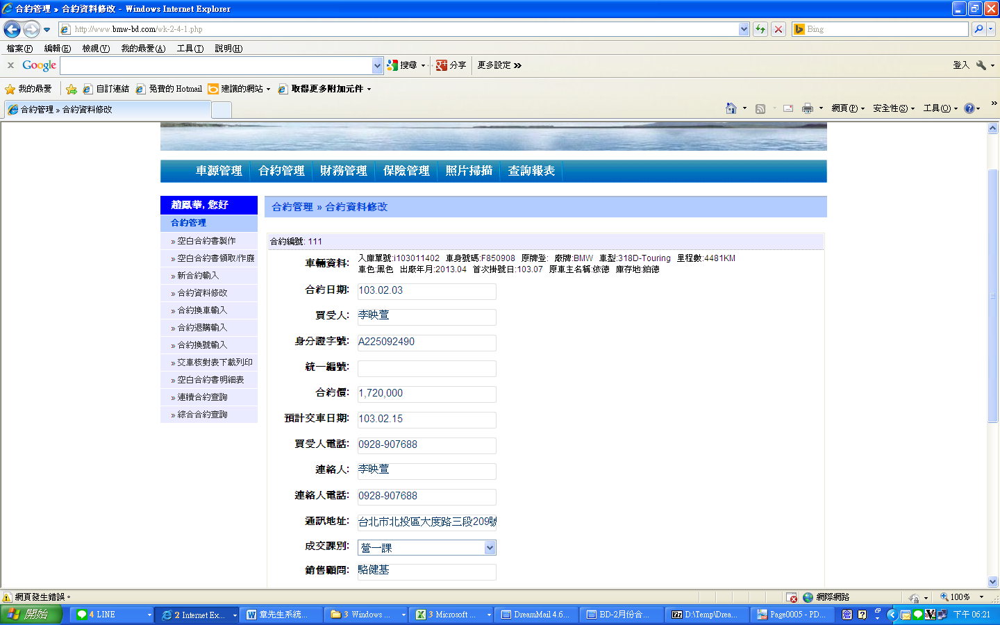 合約管理 » 合約資料修改 - Windows Internet Explorer
http://www.bmw-bd.com/wk-2-4-1.php
Bing
檔案(F) 編輯(E) 檢視(V) 我的最愛(A) 工具(T) 說明(H)
x Google 搜尋 分享 更多設定 » 登入
我的最愛 自訂連結 免費的 Hotmail 建議的網站 取得更多附加元件
合約管理 » 合約資料修改 網頁(P) 安全性(S) 工具(O) »
車源管理 合約管理 財務管理 保險管理 照片掃描 查詢報表
趙鳳華, 您好
合約管理
» 空白合約書製作
» 空白合約書領取/作廢
» 新合約輸入
» 合約資料修改
» 合約換車輸入
» 合約退購輸入
» 合約換號輸入
» 交車核對表下載列印
» 空白合約書明細表
» 連續合約查詢
» 綜合合約查詢
合約管理 » 合約資料修改
合約編號: 111
車輛資料: 入庫單號:i103011402 車身號碼:F850908 原牌登: 廠牌:BMW 車型:318D-Touring 里程數:4481KM
車色:黑色 出廠年月:2013.04 首次掛號日:103.07 原車主名稱:依德 庫存地:鉑德
合約日期: 103.02.03
買受人: 李映萱
身分證字號: A225092490
統一編號:
合約價: 1,720,000
預計交車日期: 103.02.15
買受人電話: 0928-907688
連絡人: 李映萱
連絡人電話: 0928-907688
通訊地址: 台北市北投區大度路三段209號
成交課別: 營一課
銷售顧問: 駱健基
網頁發生錯誤。 網際網路 100%
開始 4 LINE 2 Internet Ex... 章先生系統... 3 Windows ... 3 Microsoft ... DreamMail 4.6... BD-2月份合... D:\Temp\Drea... Page0005 - PD... 下午 06:21